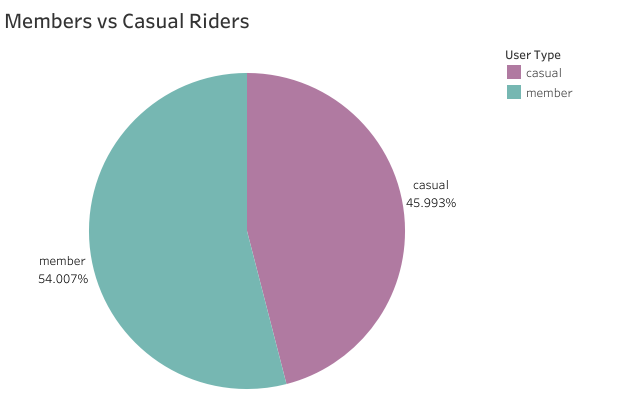 Members vs Casual Riders
User Type
casual
member
casual
45.993%
member
54.007%